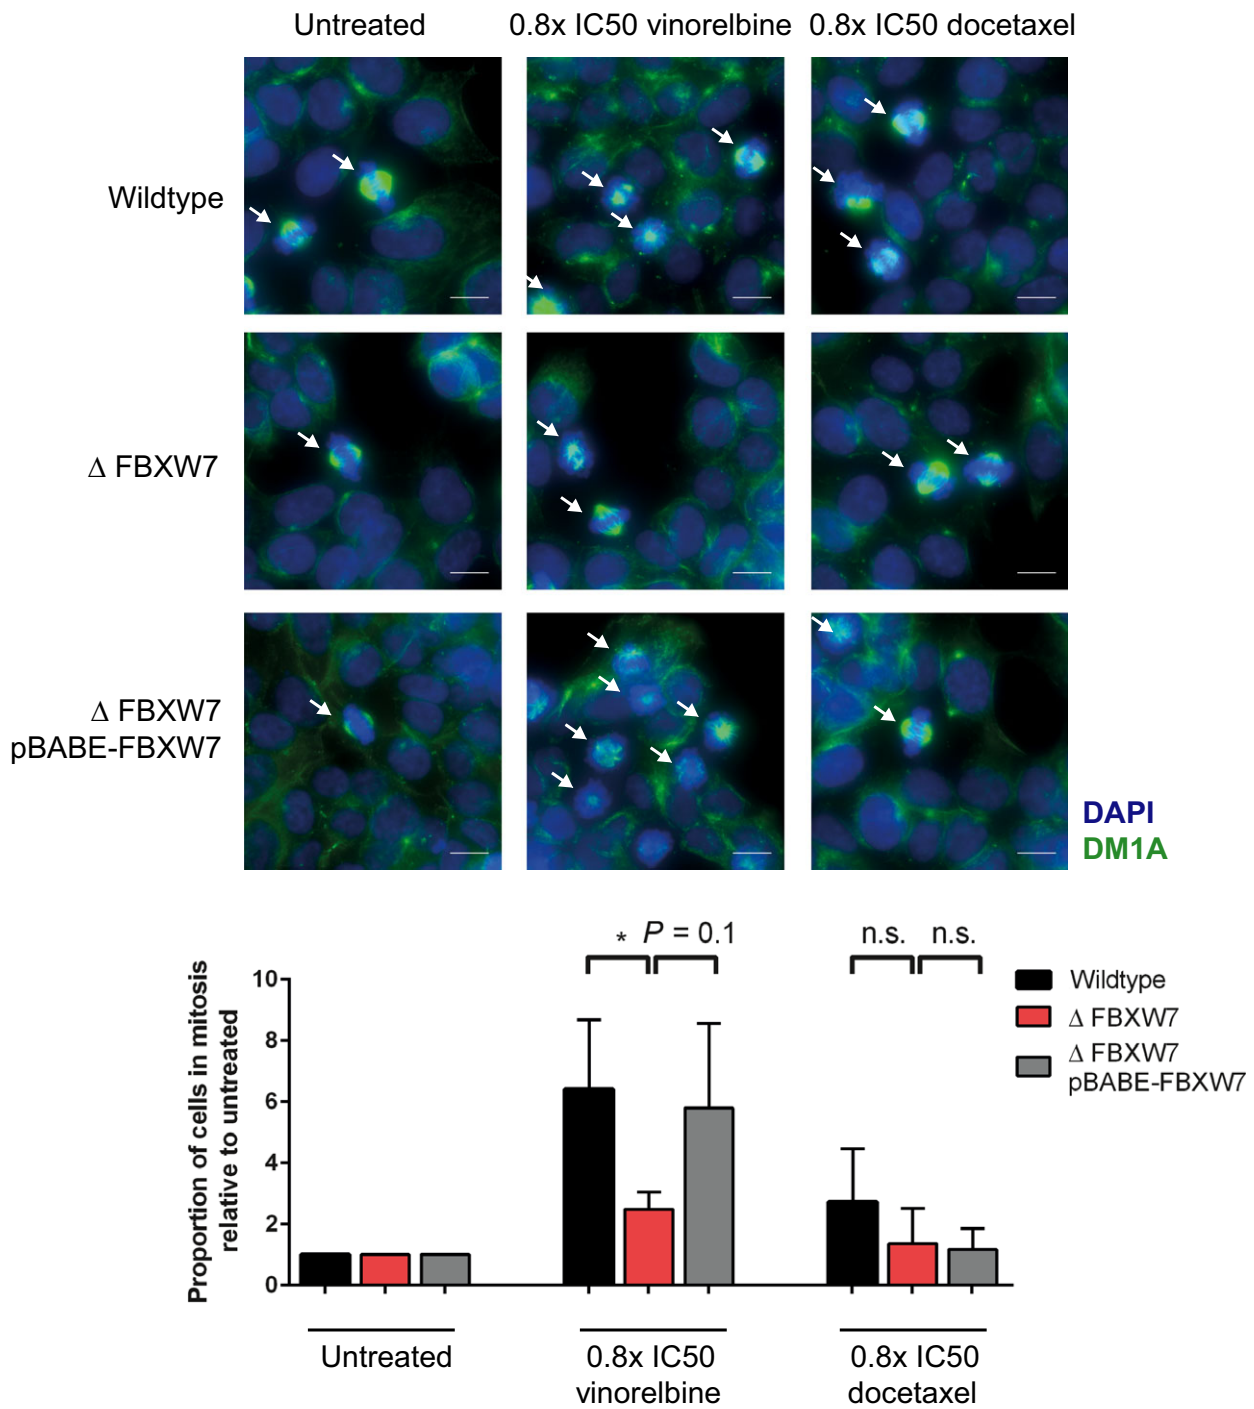 Untreated
0.8x IC50 vinorelbine
0.8x IC50 docetaxel
Wildtype
Δ FBXW7
Δ FBXW7
pBABE-FBXW7
DAPI
DM1A
* P = 0.1
n.s. n.s.
Proportion of cells in mitosis
relative to untreated
10
8
6
4
2
0
Wildtype
Δ FBXW7
Δ FBXW7
pBABE-FBXW7
Untreated
0.8x IC50
vinorelbine
0.8x IC50
docetaxel